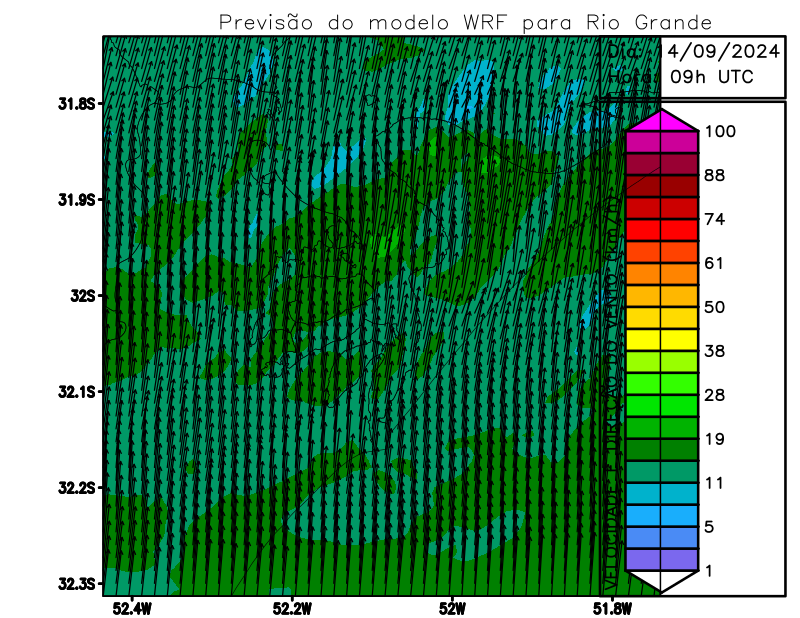 Previsão do modelo WRF para Rio Grande
Dia: 4/09/2024
Hora: 09h UTC
31.8S
31.9S
32S
32.1S
32.2S
32.3S
52.4W
52.2W
52W
51.8W
VELOCIDADE E DIREÇÃO DO VENTO (km/h)
100
88
74
61
50
38
28
19
11
5
1